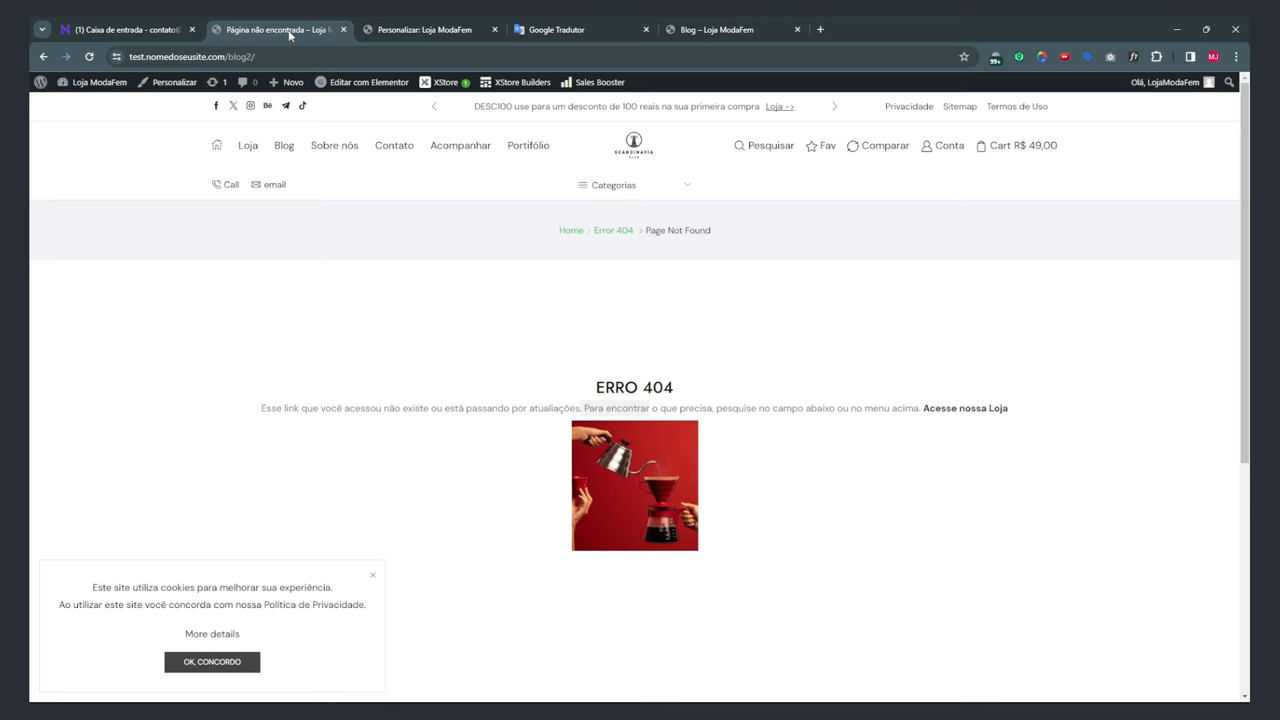 (1) Caixa de entrada - contato@
Página não encontrada – Loja M
Personalizar: Loja ModaFem
Google Tradutor
Blog – Loja ModaFem
test.nomedoseusite.com/blog2/
99+
f?
MJ
Loja ModaFem
Personalizar
1
0
Novo
Editar com Elementor
XStore
1
XStore Builders
Sales Booster
Olá, LojaModaFem
DESC100 use para um desconto de 100 reais na sua primeira compra Loja ->
Privacidade
Sitemap
Termos de Uso
Loja
Blog
Sobre nós
Contato
Acompanhar
Portifólio
SCANDINAVIA
Pesquisar
Fav
Comparar
Conta
Cart R$ 49,00
Call
email
Categorias
Home
Error 404
Page Not Found
ERRO 404
Esse link que você acessou não existe ou está passando por atualiações. Para encontrar o que precisa, pesquise no campo abaixo ou no menu acima. Acesse nossa Loja
Este site utiliza cookies para melhorar sua experiência.
Ao utilizar este site você concorda com nossa Política de Privacidade.
More details
OK, CONCORDO